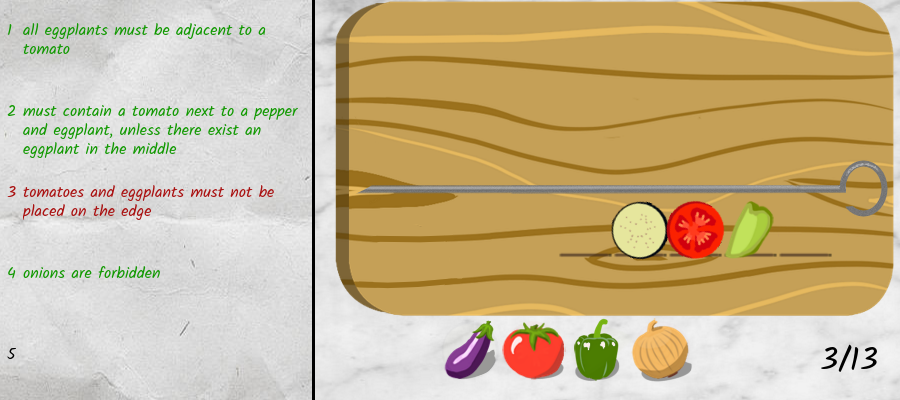 1 all eggplants must be adjacent to a
tomato
2 must contain a tomato next to a pepper
and eggplant, unless there exist an
eggplant in the middle
3 tomatoes and eggplants must not be
placed on the edge
4 onions are forbidden
5
3/13